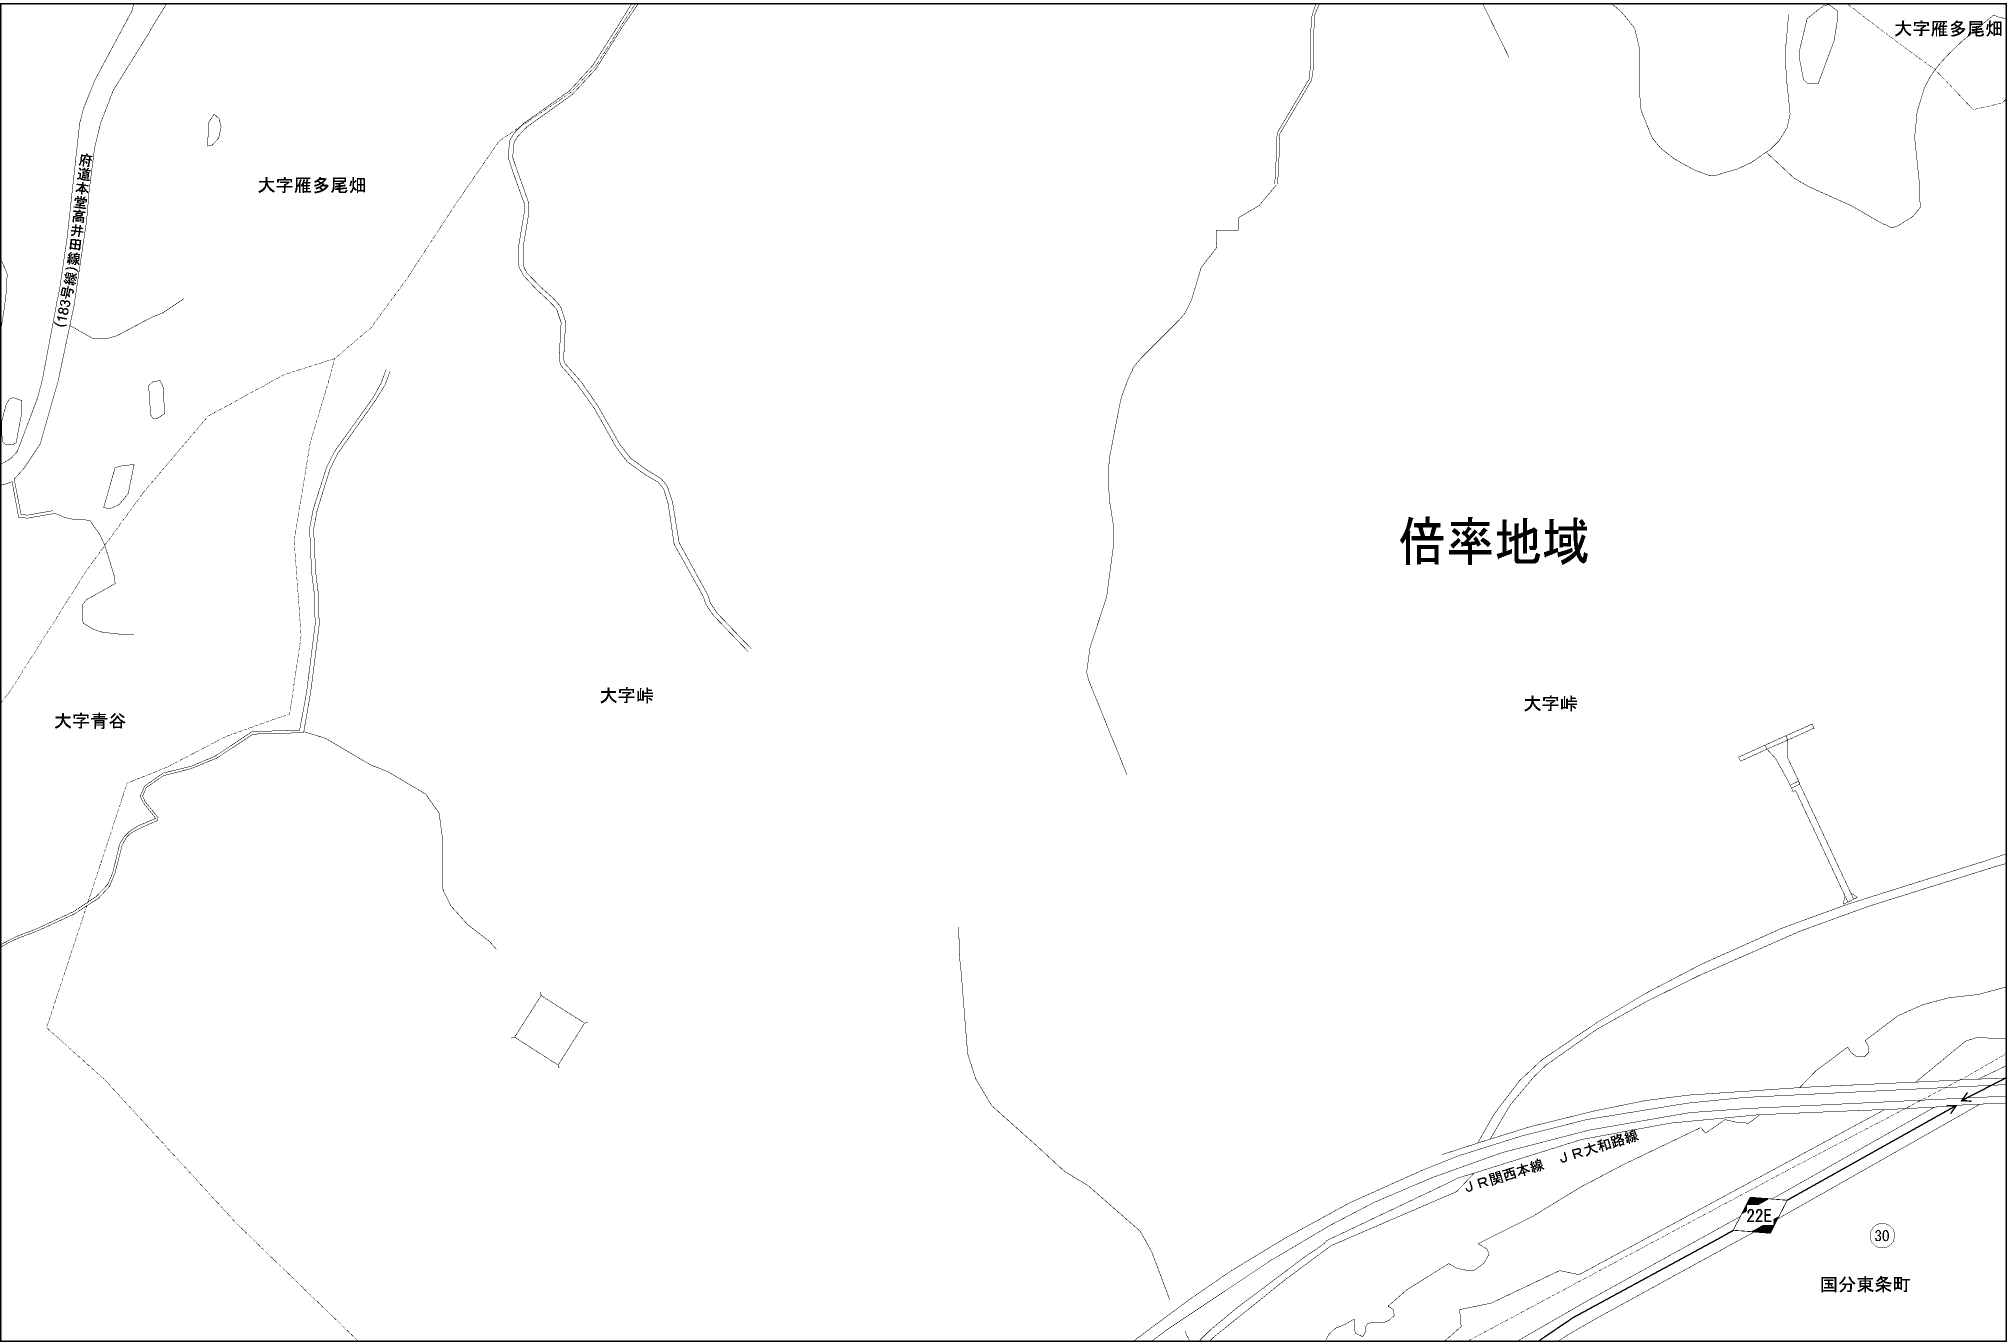 大字雁多尾畑
大字雁多尾畑
府道本堂高井田線
(183号線)
倍率地域
大字峠
大字峠
大字青谷
JR関西本線 JR大和路線
22E
30
国分東条町